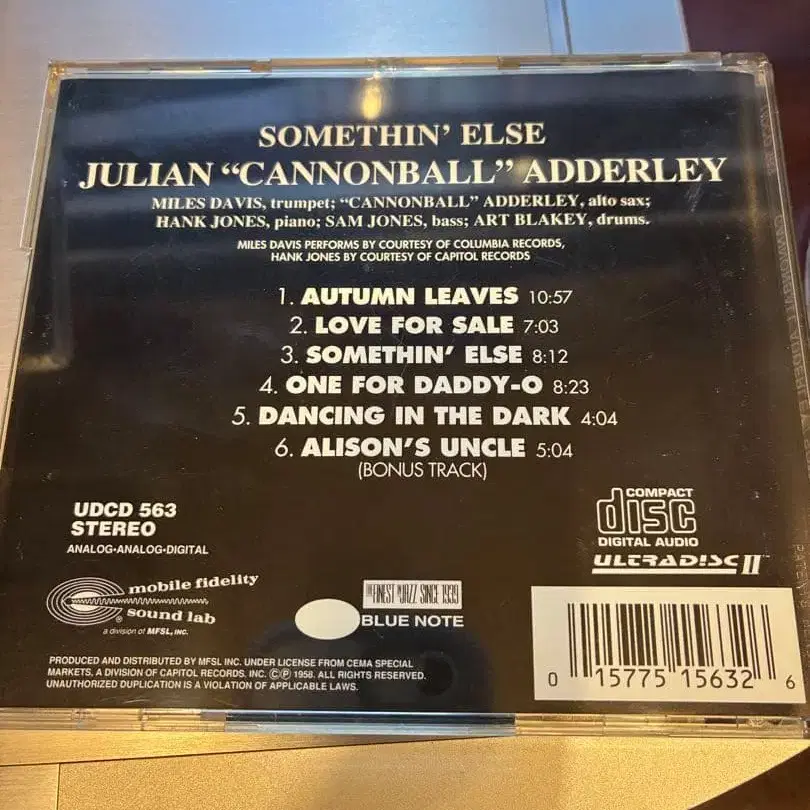 SOMETHIN' ELSE
JULIAN "CANNONBALL" ADDERLEY
MILES DAVIS, trumpet; "CANNONBALL" ADDERLEY, alto sax;
HANK JONES, piano; SAM JONES, bass; ART BLAKEY, drums.
MILES DAVIS PERFORMS BY COURTESY OF COLUMBIA RECORDS,
HANK JONES BY COURTESY OF CAPITOL RECORDS
1. AUTUMN LEAVES 10:57
2. LOVE FOR SALE 7:03
3. SOMETHIN' ELSE 8:12
4. ONE FOR DADDY-O 8:23
5. DANCING IN THE DARK 4:04
6. ALISON'S UNCLE 5:04
(BONUS TRACK)
UDCD 563
STEREO
ANALOG•ANALOG•DIGITAL
COMPACT
disc
DIGITAL AUDIO
ULTRADISC II™
mobile fidelity
sound lab®
a division of MFSL, INC.
THE FINEST IN JAZZ SINCE 1939
BLUE NOTE
PRODUCED AND DISTRIBUTED BY MFSL INC. UNDER LICENSE FROM CEMA SPECIAL
MARKETS, A DIVISION OF CAPITOL RECORDS, INC. ©℗ 1958. ALL RIGHTS RESERVED.
UNAUTHORIZED DUPLICATION IS A VIOLATION OF APPLICABLE LAWS.
0 15775 15632 6